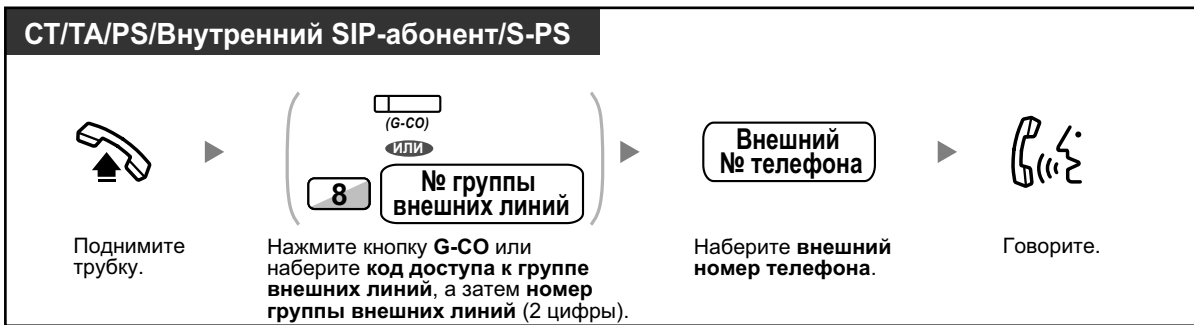 CT/TA/PS/Внутренний SIP-абонент/S-PS
(G-CO)
ИЛИ
8
№ группы
внешних линий
Внешний
№ телефона
Поднимите
трубку.
Нажмите кнопку G-CO или
наберите код доступа к группе
внешних линий, а затем номер
группы внешних линий (2 цифры).
Наберите внешний
номер телефона.
Говорите.